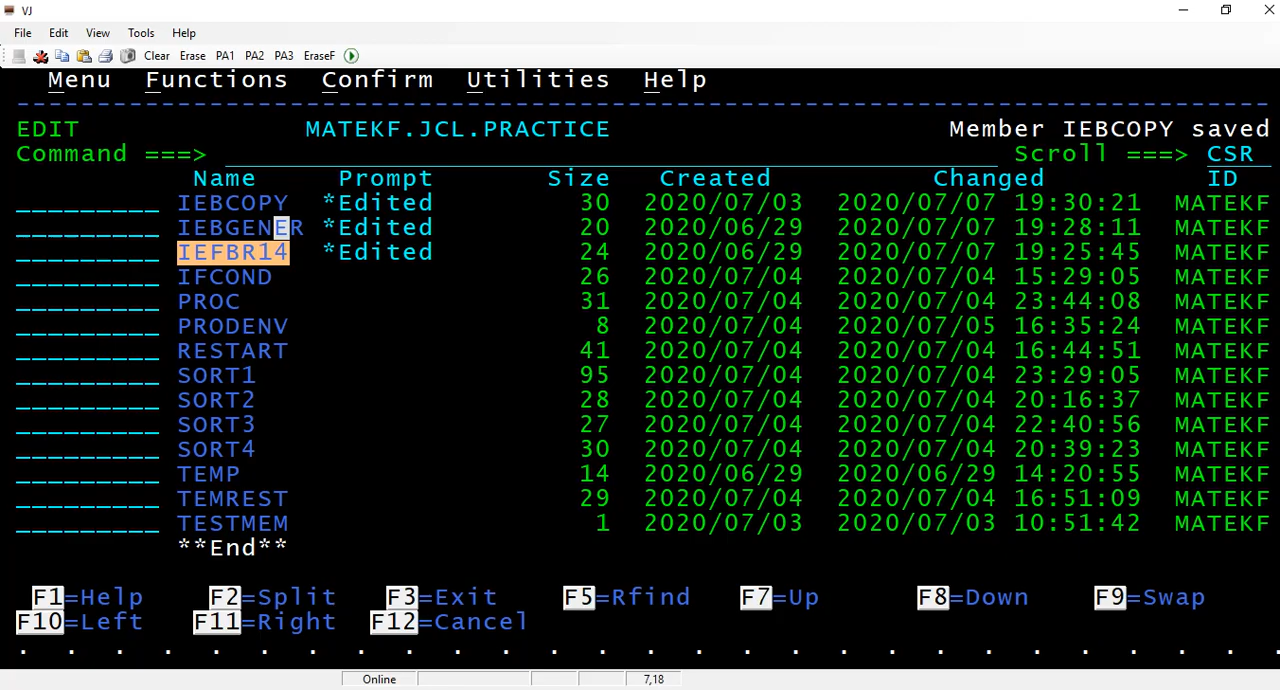 VJ
File Edit View Tools Help
Clear Erase PA1 PA2 PA3 EraseF
Menu Functions Confirm Utilities Help
EDIT MATEKF.JCL.PRACTICE Member IEBCOPY saved
Command ===> Scroll ===> CSR
Name Prompt Size Created Changed ID
IEBCOPY *Edited 30 2020/07/03 2020/07/07 19:30:21 MATEKF
IEBGENER *Edited 20 2020/06/29 2020/07/07 19:28:11 MATEKF
IEFBR14 *Edited 24 2020/06/29 2020/07/07 19:25:45 MATEKF
IFCOND 26 2020/07/04 2020/07/04 15:29:05 MATEKF
PROC 31 2020/07/04 2020/07/04 23:44:08 MATEKF
PRODENV 8 2020/07/04 2020/07/05 16:35:24 MATEKF
RESTART 41 2020/07/04 2020/07/04 16:44:51 MATEKF
SORT1 95 2020/07/04 2020/07/04 23:29:05 MATEKF
SORT2 28 2020/07/04 2020/07/04 20:16:37 MATEKF
SORT3 27 2020/07/04 2020/07/04 22:40:56 MATEKF
SORT4 30 2020/07/04 2020/07/04 20:39:23 MATEKF
TEMP 14 2020/06/29 2020/06/29 14:20:55 MATEKF
TEMREST 29 2020/07/04 2020/07/04 16:51:09 MATEKF
TESTMEM 1 2020/07/03 2020/07/03 10:51:42 MATEKF
**End**
F1=Help F2=Split F3=Exit F5=Rfind F7=Up F8=Down F9=Swap
F10=Left F11=Right F12=Cancel
Online 7,18